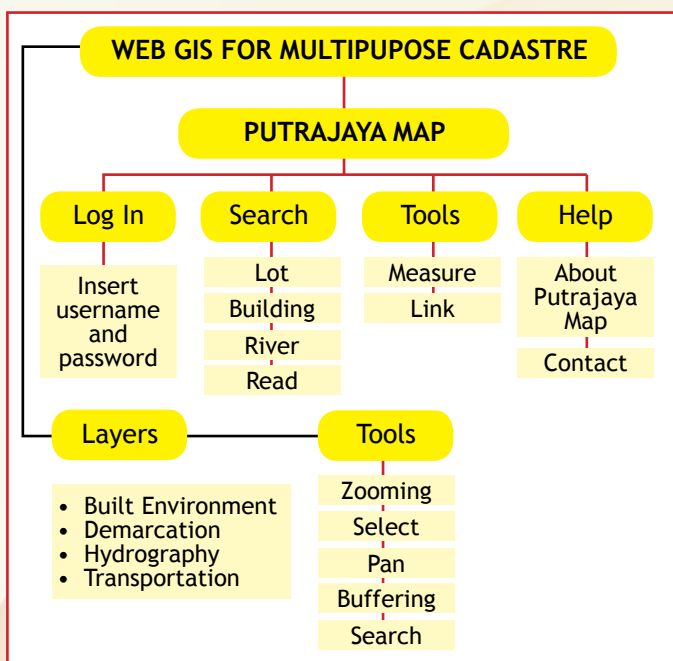 WEB GIS FOR MULTIPUPOSE CADASTRE
PUTRAJAYA MAP
Log In
Search
Tools
Help
Insert
username
and
password
Lot
Building
River
Read
Measure
Link
About
Putrajaya
Map
Contact
Layers
Tools
• Built Environment
• Demarcation
• Hydrography
• Transportation
Zooming
Select
Pan
Buffering
Search